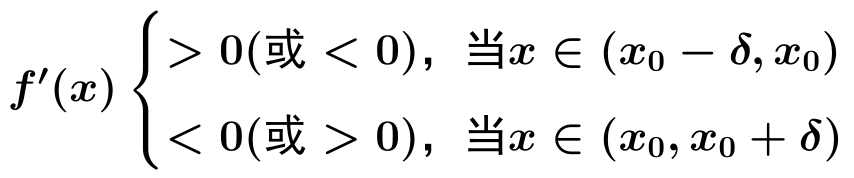 f′(x) { > 0(或 < 0)，当x ∈ (x₀ − δ, x₀)
< 0(或 > 0)，当x ∈ (x₀, x₀ + δ)